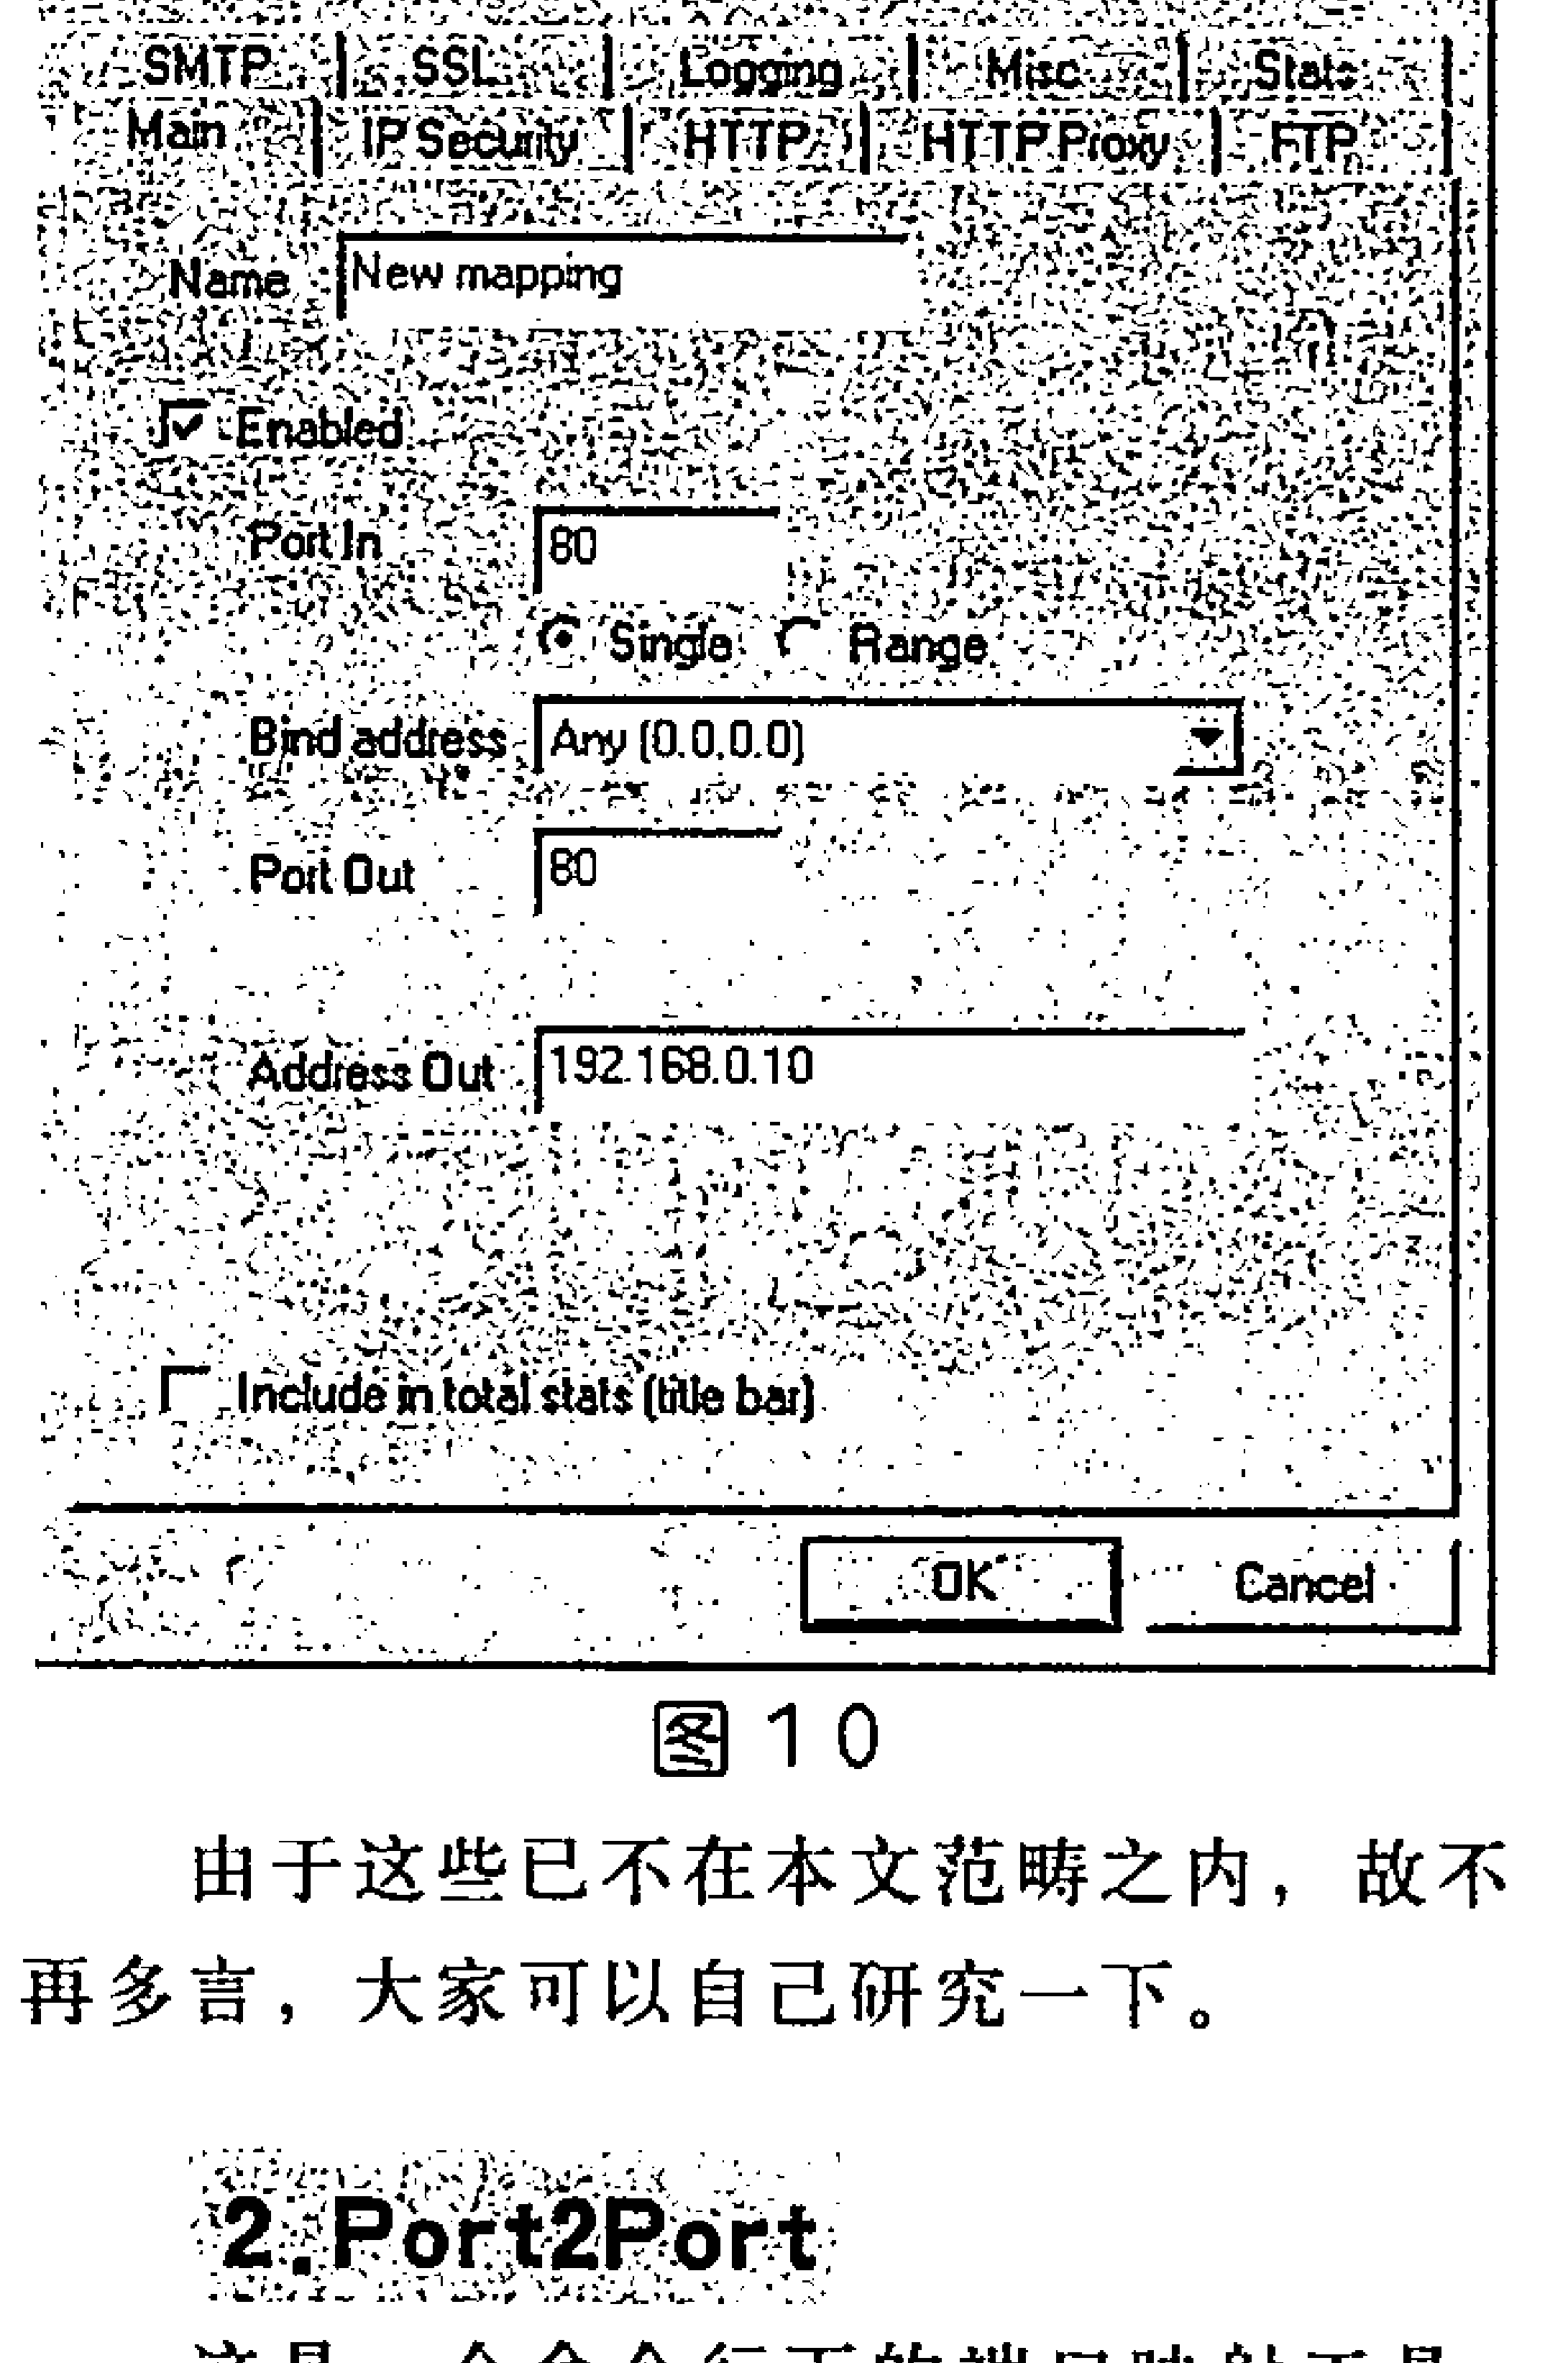 SMTP SSL Logging Misc Stats
Main IP Security HTTP HTTP Proxy FTP
Name New mapping
Enabled
Port In 80
Single Range
Bind address Any (0.0.0.0)
Port Out 80
Address Out 192.168.0.10
Include in total stats (title bar)
OK Cancel
图10
由于这些已不在本文范畴之内，故不
再多言，大家可以自己研究一下。
2.Port2Port